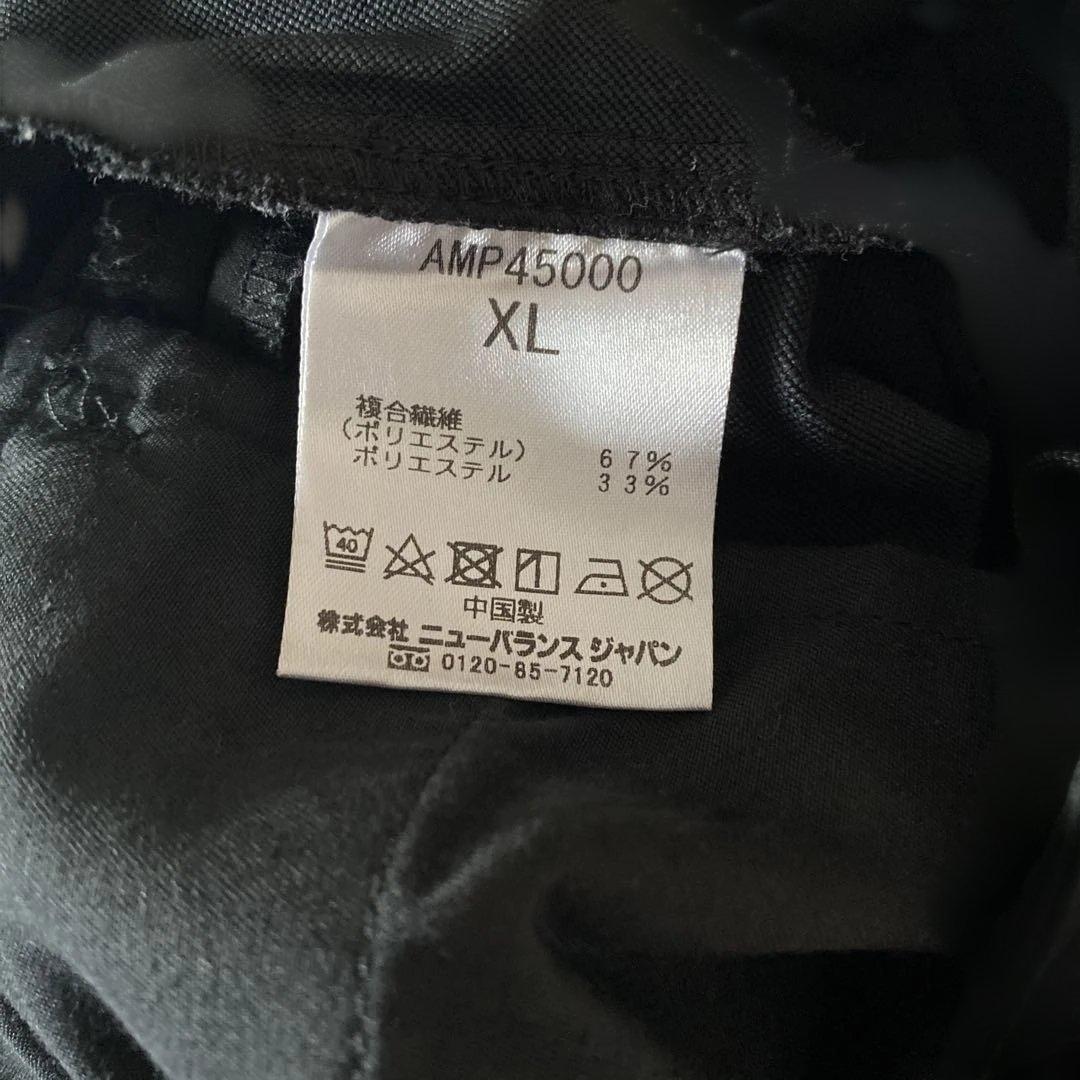 AMP45000
XL
複合繊維
(ポリエステル) 67%
ポリエステル 33%
40
中国製
株式会社 ニューバランス ジャパン
0120-85-7120